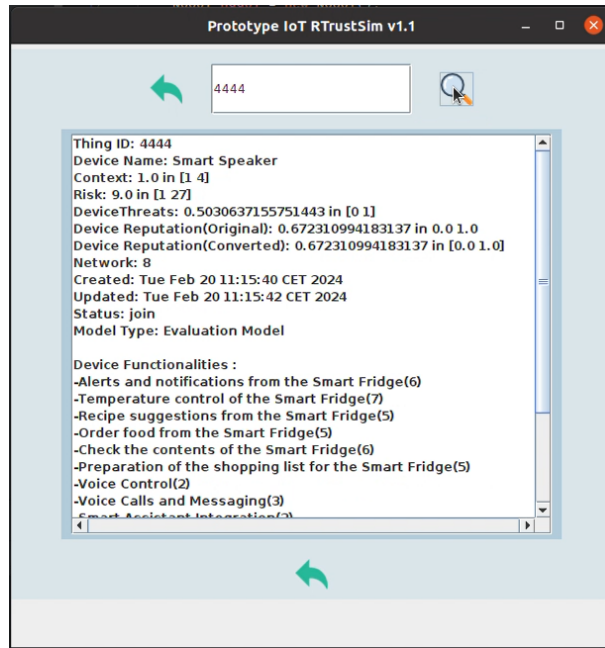 Prototype IoT RTrustSim v1.1
4444
Thing ID: 4444
Device Name: Smart Speaker
Context: 1.0 in [1 4]
Risk: 9.0 in [1 27]
DeviceThreats: 0.5030637155751443 in [0 1]
Device Reputation(Original): 0.672310994183137 in 0.0 1.0
Device Reputation(Converted): 0.672310994183137 in [0.0 1.0]
Network: 8
Created: Tue Feb 20 11:15:40 CET 2024
Updated: Tue Feb 20 11:15:42 CET 2024
Status: join
Model Type: Evaluation Model
Device Functionalities :
-Alerts and notifications from the Smart Fridge(6)
-Temperature control of the Smart Fridge(7)
-Recipe suggestions from the Smart Fridge(5)
-Order food from the Smart Fridge(5)
-Check the contents of the Smart Fridge(6)
-Preparation of the shopping list for the Smart Fridge(5)
-Voice Control(2)
-Voice Calls and Messaging(3)
-Smart Assistant Integration